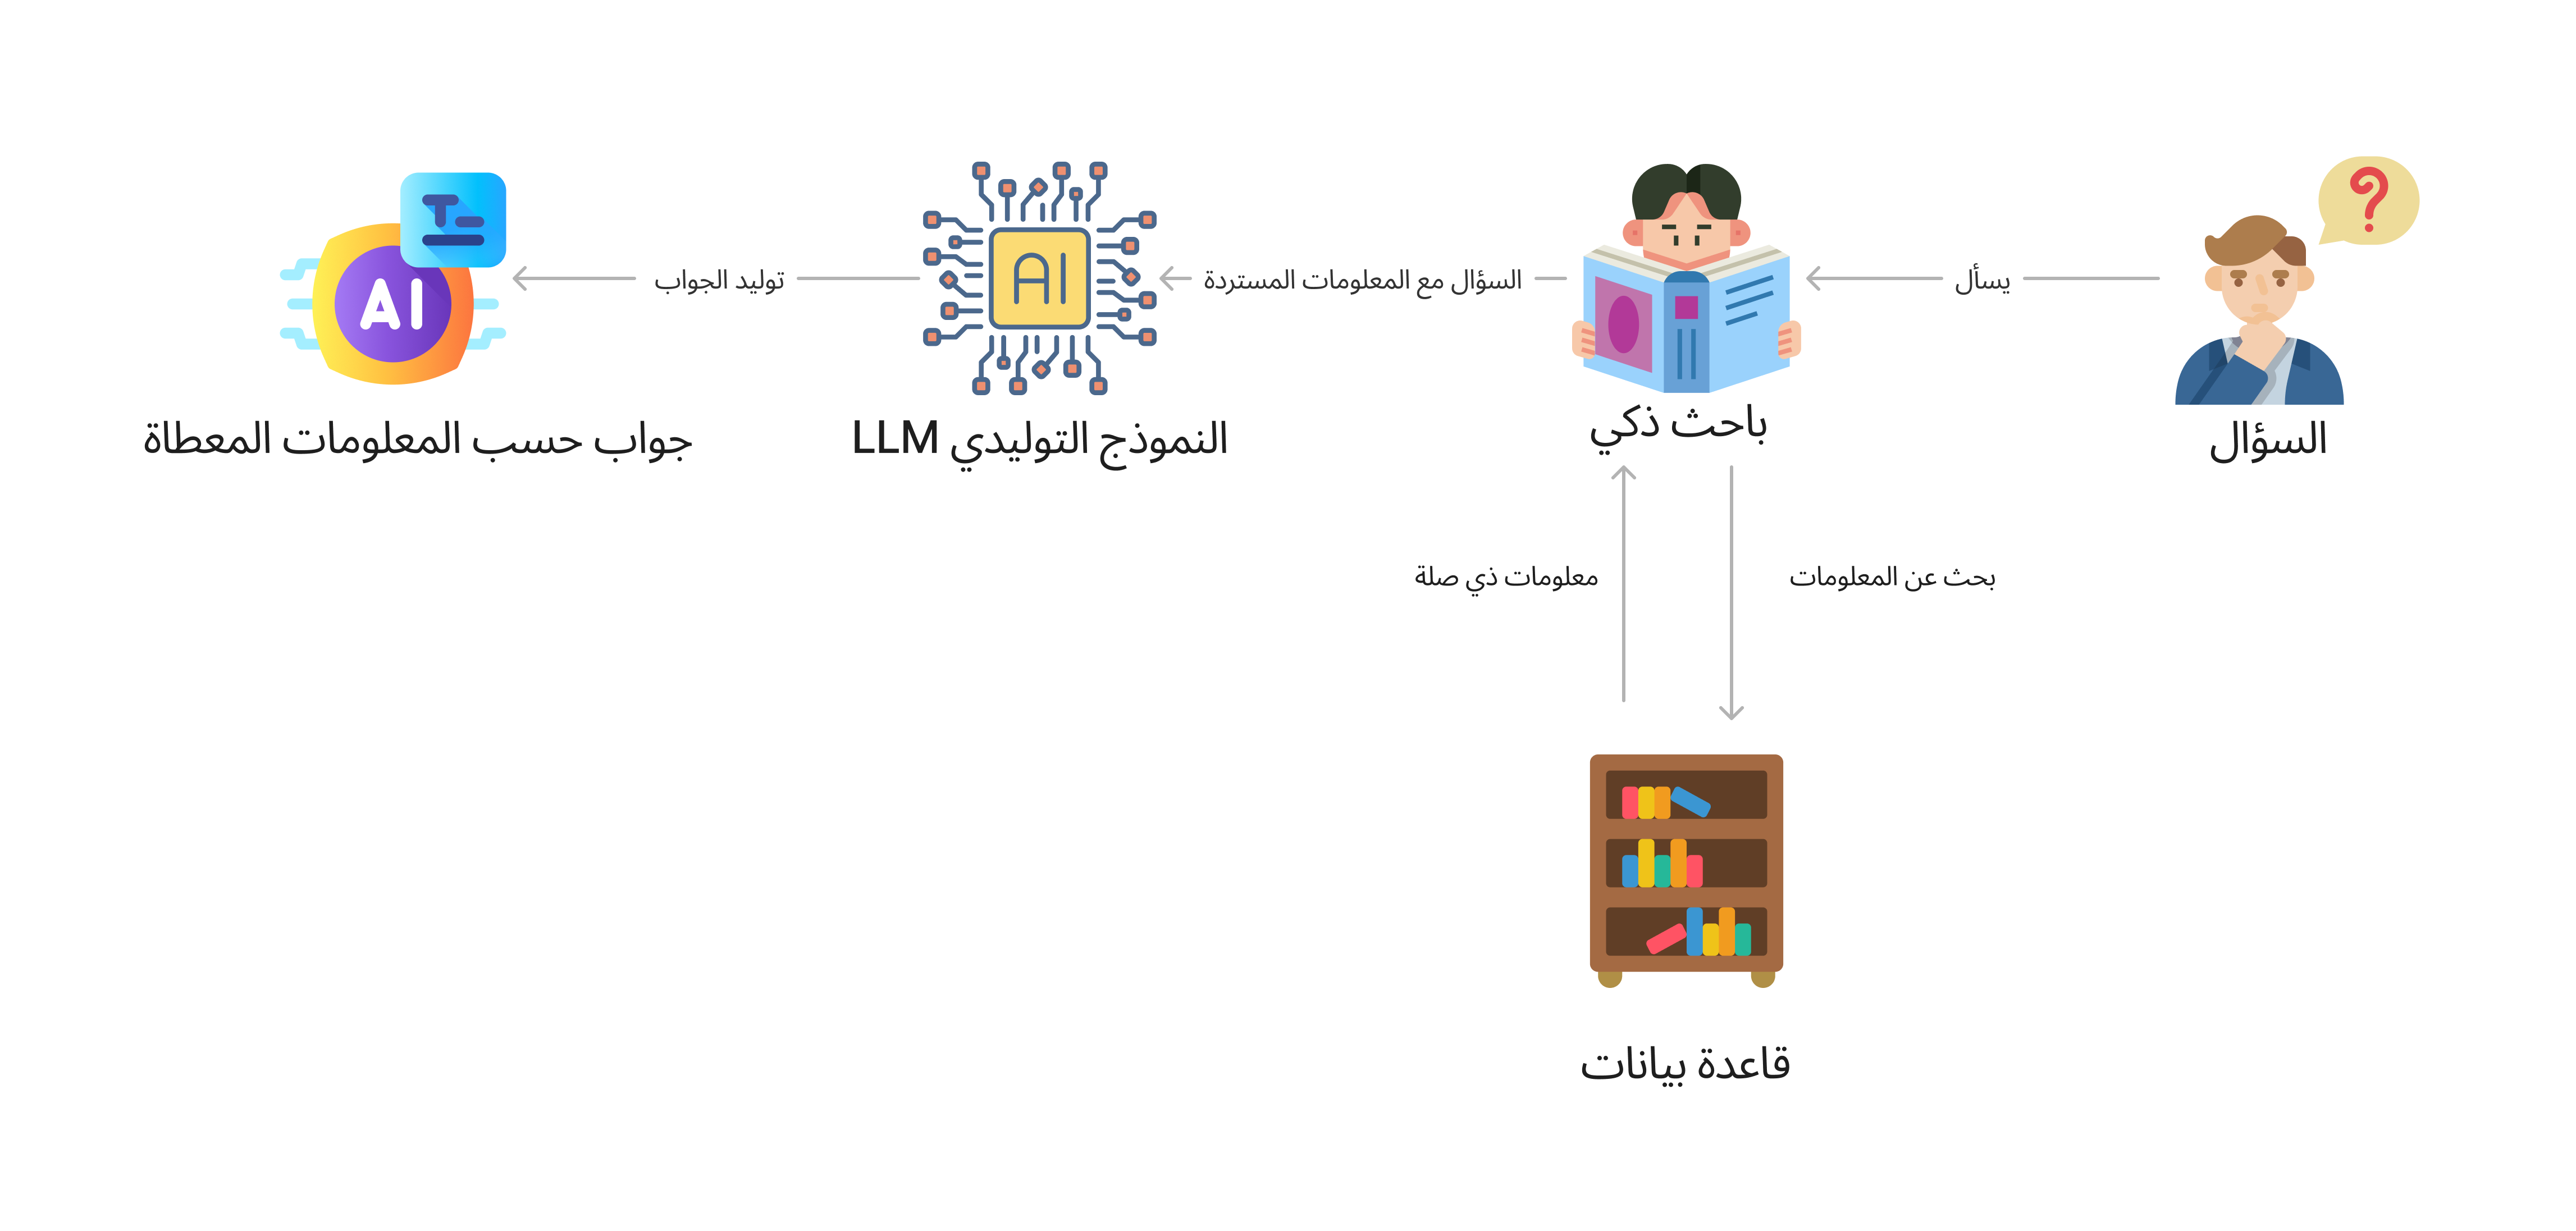 السؤال
يسأل
باحث ذكي
بحث عن المعلومات
معلومات ذي صلة
قاعدة بيانات
السؤال مع المعلومات المستردة
AI
النموذج التوليدي LLM
توليد الجواب
AI
T
جواب حسب المعلومات المعطاة